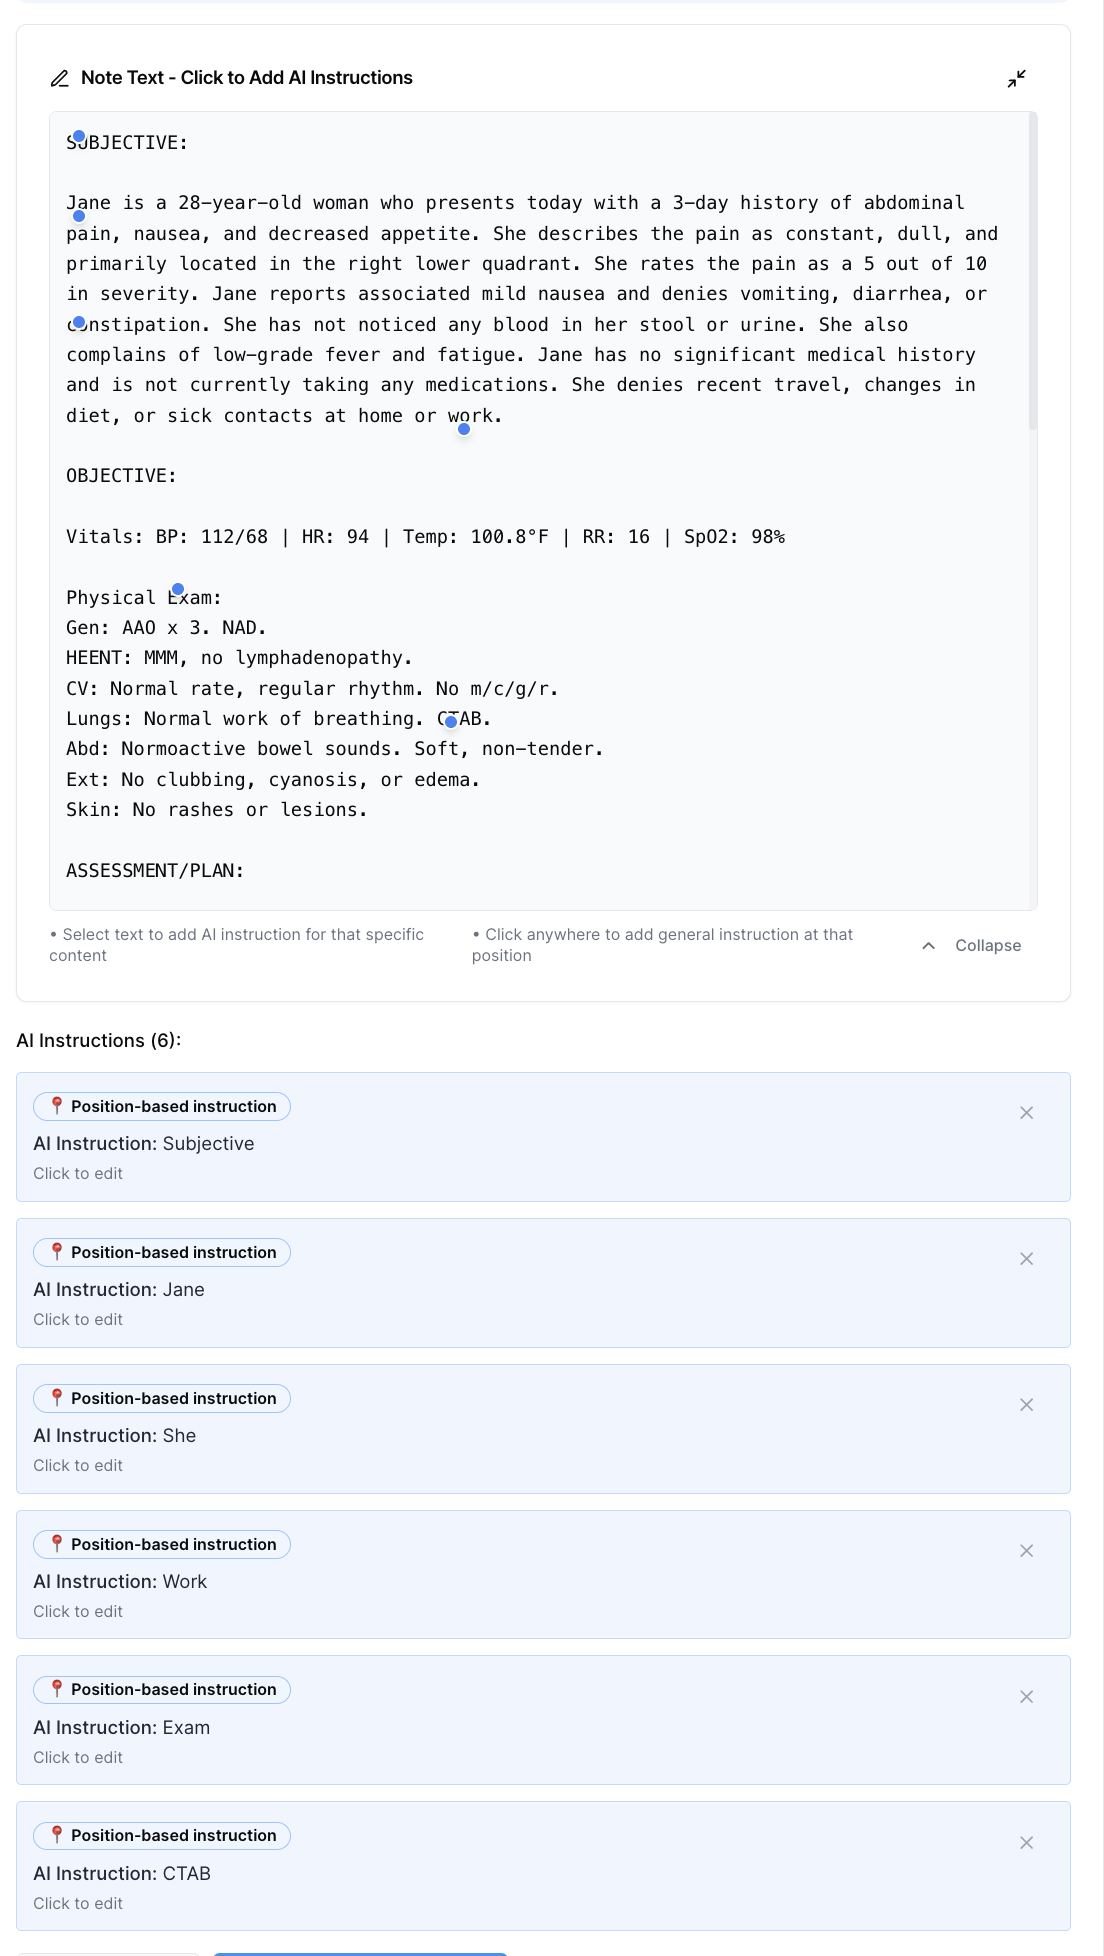 Note Text - Click to Add AI Instructions
SUBJECTIVE:
Jane is a 28-year-old woman who presents today with a 3-day history of abdominal
pain, nausea, and decreased appetite. She describes the pain as constant, dull, and
primarily located in the right lower quadrant. She rates the pain as a 5 out of 10
in severity. Jane reports associated mild nausea and denies vomiting, diarrhea, or
constipation. She has not noticed any blood in her stool or urine. She also
complains of low-grade fever and fatigue. Jane has no significant medical history
and is not currently taking any medications. She denies recent travel, changes in
diet, or sick contacts at home or work.
OBJECTIVE:
Vitals: BP: 112/68 | HR: 94 | Temp: 100.8°F | RR: 16 | SpO2: 98%
Physical Exam:
Gen: AAO x 3. NAD.
HEENT: MMM, no lymphadenopathy.
CV: Normal rate, regular rhythm. No m/c/g/r.
Lungs: Normal work of breathing. CTAB.
Abd: Normoactive bowel sounds. Soft, non-tender.
Ext: No clubbing, cyanosis, or edema.
Skin: No rashes or lesions.
ASSESSMENT/PLAN:
• Select text to add AI instruction for that specific
content
• Click anywhere to add general instruction at that
position
Collapse
AI Instructions (6):
Position-based instruction
AI Instruction: Subjective
Click to edit
Position-based instruction
AI Instruction: Jane
Click to edit
Position-based instruction
AI Instruction: She
Click to edit
Position-based instruction
AI Instruction: Work
Click to edit
Position-based instruction
AI Instruction: Exam
Click to edit
Position-based instruction
AI Instruction: CTAB
Click to edit